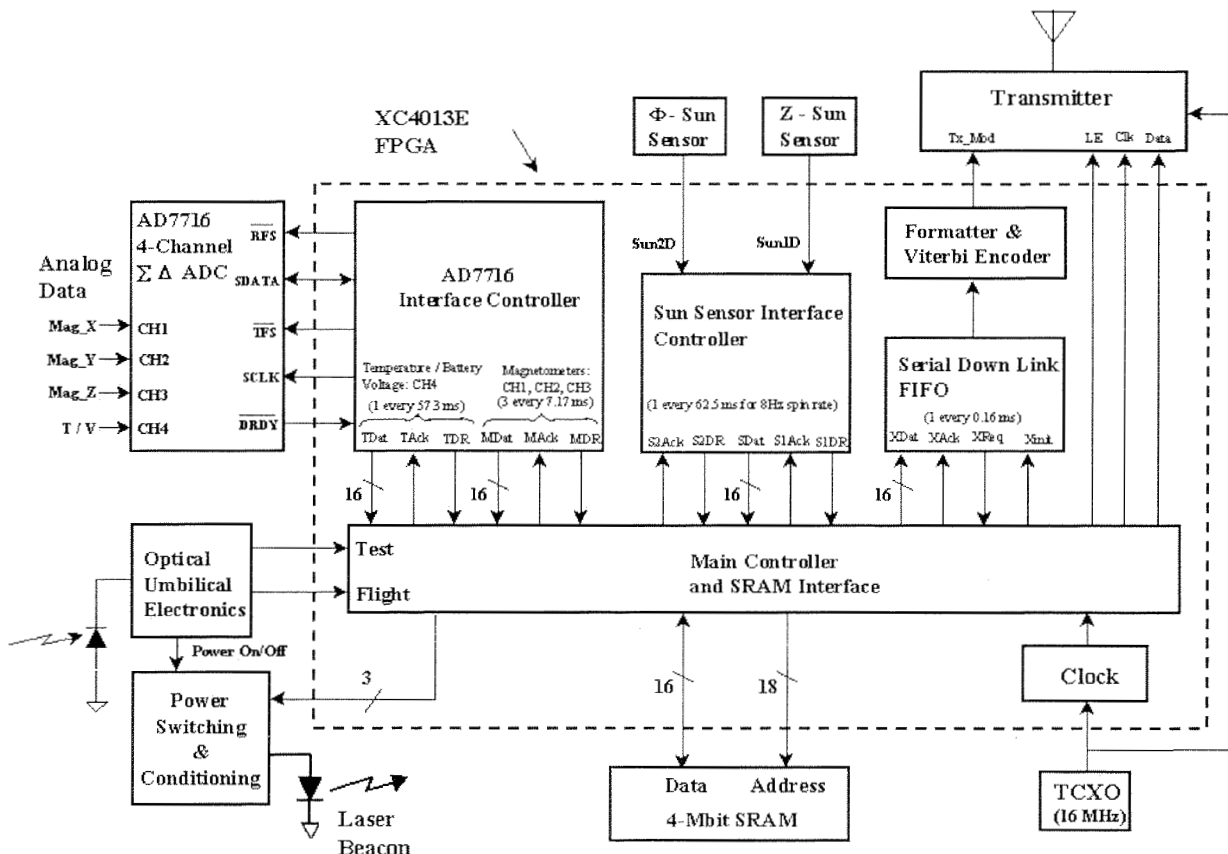 Transmitter
Tx_Mod
LE
Clk
Data
XC4013E
FPGA
Φ - Sun
Sensor
Z - Sun
Sensor
AD7716
4-Channel
Σ Δ ADC
RFS
SDATA
TFS
SCLK
DRDY
Analog
Data
Mag_X
CH1
Mag_Y
CH2
Mag_Z
CH3
T / V
CH4
AD7716
Interface Controller
Temperature / Battery
Voltage: CH4
(1 every 57.3 ms)
Magnetometers:
CH1, CH2, CH3
(3 every 7.17 ms)
TDat
TAck
TDR
MDat
MAck
MDR
Sun2D
Sun1D
Sun Sensor Interface
Controller
(1 every 62.5 ms for 8Hz spin rate)
S2Ack
S2DR
SDat
S1Ack
S1DR
Formatter &
Viterbi Encoder
Serial Down Link
FIFO
(1 every 0.16 ms)
XDat
XAck
XReq
Xinit
16
16
16
16
Optical
Umbilical
Electronics
Test
Flight
Main Controller
and SRAM Interface
Power On/Off
Power
Switching
&
Conditioning
3
16
18
Clock
Laser
Beacon
Data
Address
4-Mbit SRAM
TCXO
(16 MHz)